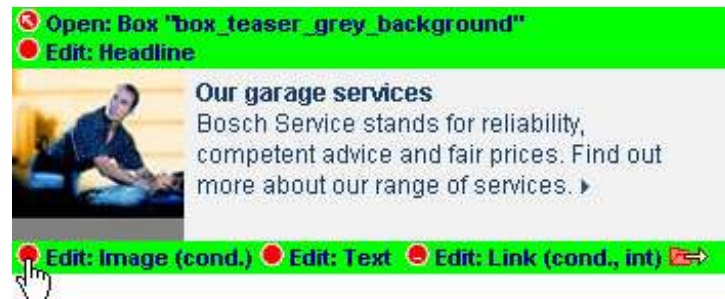 Open: Box "box_teaser_grey_background"
Edit: Headline
Our garage services
Bosch Service stands for reliability,
competent advice and fair prices. Find out
more about our range of services.
Edit: Image (cond.) Edit: Text Edit: Link (cond., int)